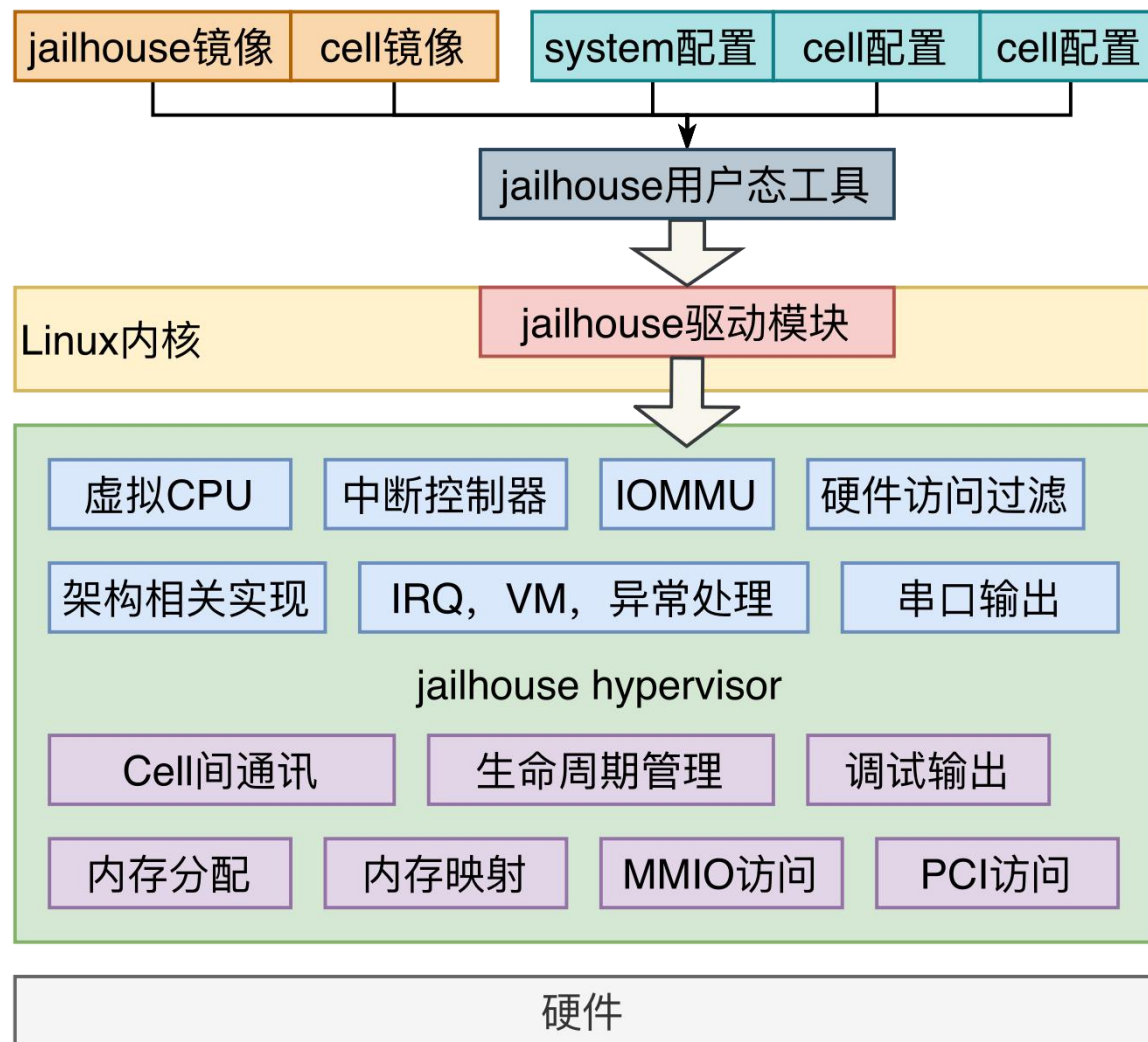 jailhouse镜像 cell镜像 system配置 cell配置 cell配置
jailhouse用户态工具
jailhouse驱动模块
Linux内核
虚拟CPU 中断控制器 IOMMU 硬件访问过滤
架构相关实现 IRQ，VM，异常处理 串口输出
jailhouse hypervisor
Cell间通讯 生命周期管理 调试输出
内存分配 内存映射 MMIO访问 PCI访问
硬件